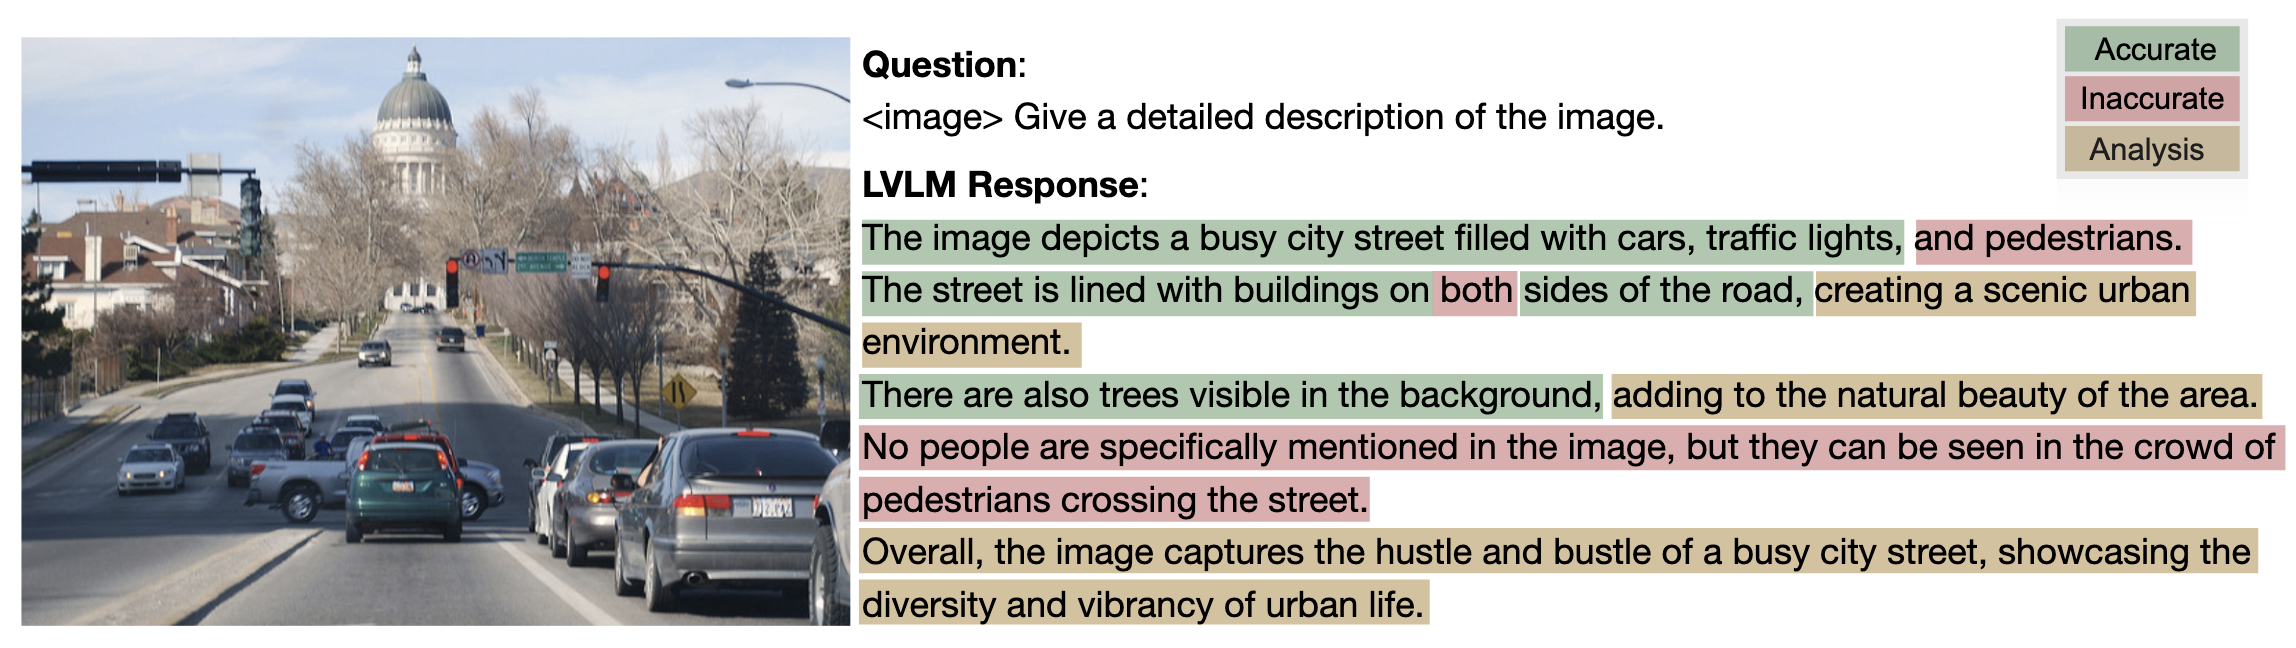 Question:
<image> Give a detailed description of the image.
LVLM Response:
The image depicts a busy city street filled with cars, traffic lights, and pedestrians.
The street is lined with buildings on both sides of the road, creating a scenic urban
environment.
There are also trees visible in the background, adding to the natural beauty of the area.
No people are specifically mentioned in the image, but they can be seen in the crowd of
pedestrians crossing the street.
Overall, the image captures the hustle and bustle of a busy city street, showcasing the
diversity and vibrancy of urban life.
Accurate
Inaccurate
Analysis